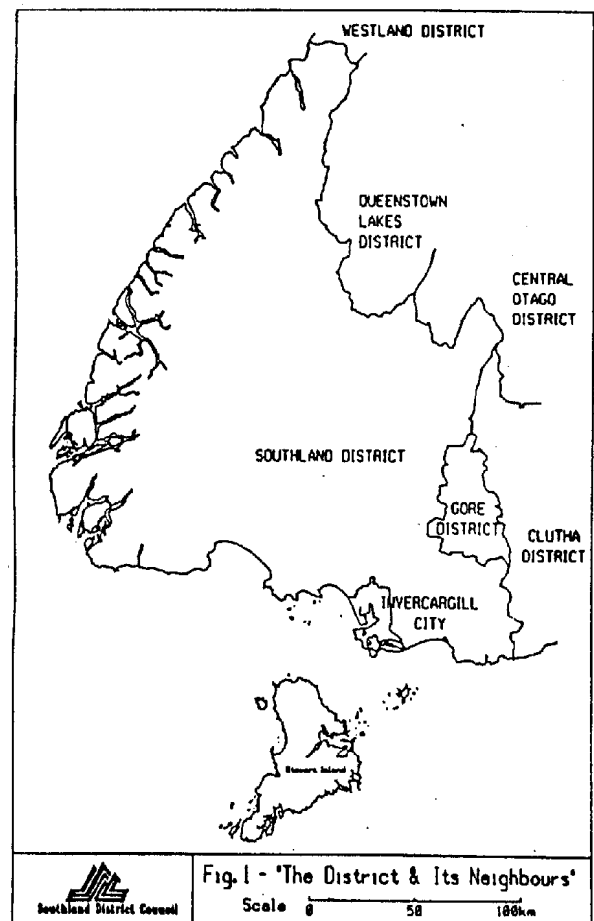 WESTLAND DISTRICT
QUEENSTOWN
LAKES
DISTRICT
CENTRAL
OTAGO
DISTRICT
SOUTHLAND DISTRICT
GORE
DISTRICT
CLUTHA
DISTRICT
INVERCARGILL
CITY
Stewart Island
Southland District Council
Fig. 1 - 'The District & Its Neighbours'
Scale 0 50 100km